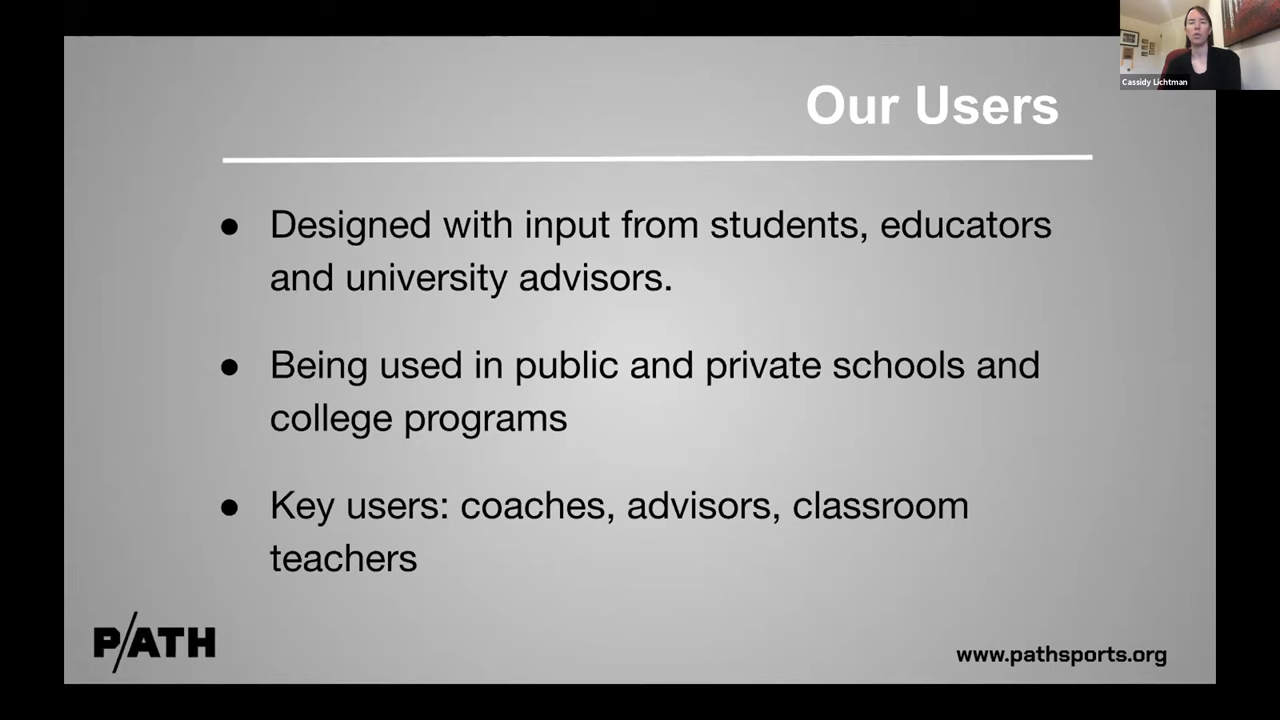 Cassidy Lichtman
Our Users
● Designed with input from students, educators
and university advisors.
● Being used in public and private schools and
college programs
● Key users: coaches, advisors, classroom
teachers
P/ATH
www.pathsports.org